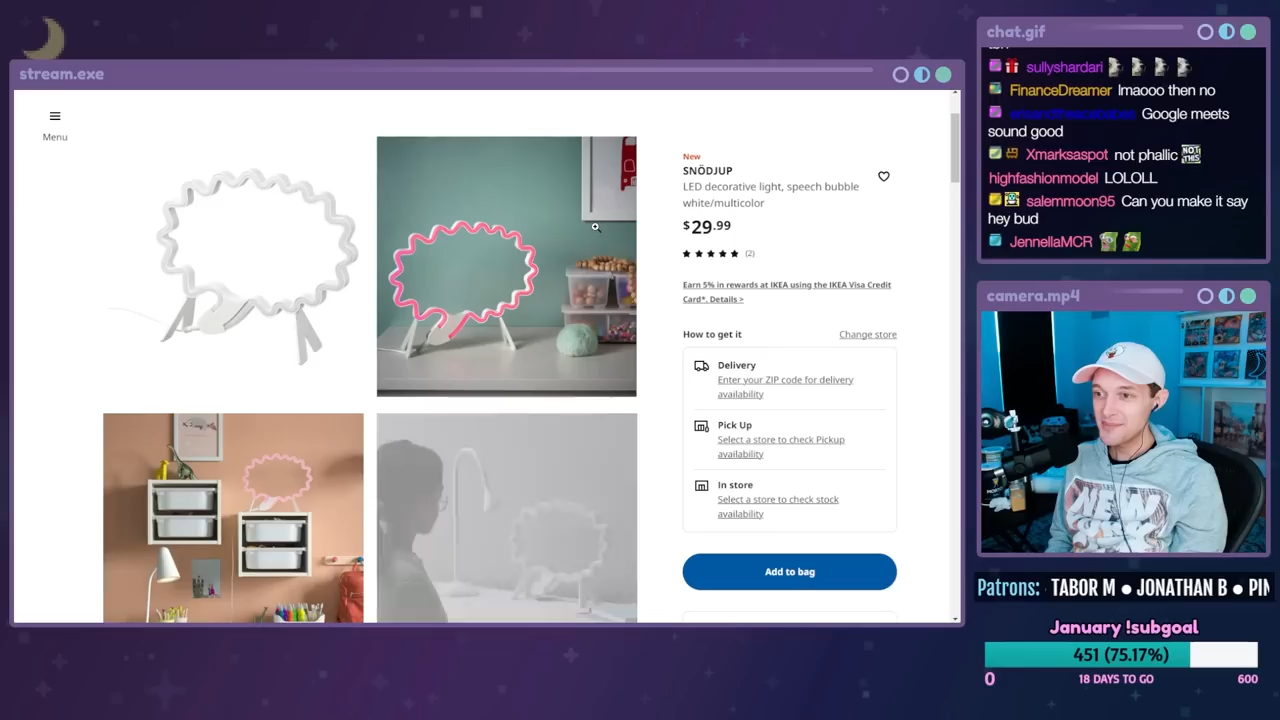 stream.exe
Menu
New
SNÖDJUP
LED decorative light, speech bubble
white/multicolor
$29.99
(2)
Earn 5% in rewards at IKEA using the IKEA Visa Credit
Card*. Details >
How to get it
Change store
Delivery
Enter your ZIP code for delivery
availability
Pick Up
Select a store to check Pickup
availability
In store
Select a store to check stock
availability
Add to bag
chat.gif
sullyshardari
FinanceDreamer lmaooo then no
Google meets
sound good
Xmarksaspot not phallic NOT THIS
highfashionmodel LOLOLL
salemmoon95 Can you make it say
hey bud
JennellaMCR
camera.mp4
NEW
Patrons: TABOR M ● JONATHAN B ● PIN
January !subgoal
451 (75.17%)
0
18 DAYS TO GO
600